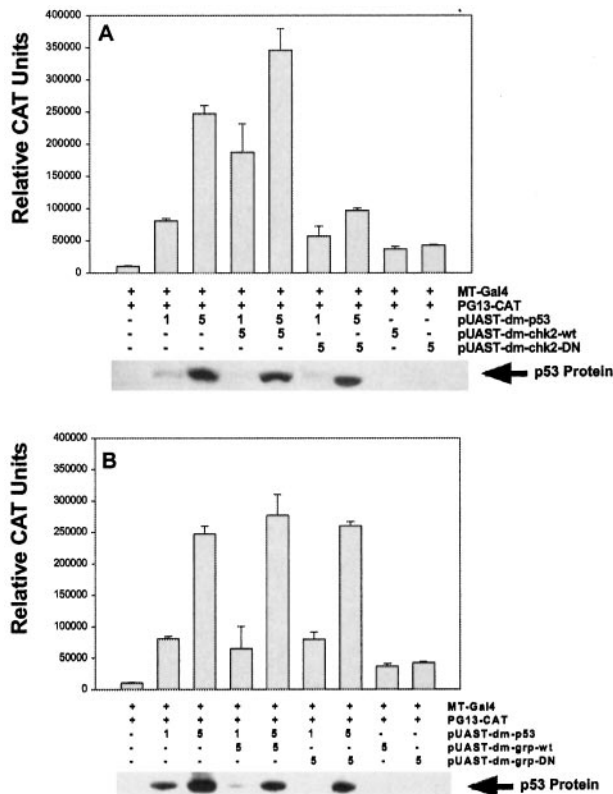 A
Relative CAT Units
400000
350000
300000
250000
200000
150000
100000
50000
0
+ + + + + + + + + MT-Gal4
+ + + + + + + + + PG13-CAT
- 1 5 1 5 1 5 - - pUAST-dm-p53
- - - 5 5 - - 5 - pUAST-dm-chk2-wt
- - - - - 5 5 - 5 pUAST-dm-chk2-DN
p53 Protein
B
Relative CAT Units
400000
350000
300000
250000
200000
150000
100000
50000
0
+ + + + + + + + + MT-Gal4
+ + + + + + + + + PG13-CAT
- 1 5 1 5 1 5 - - pUAST-dm-p53
- - - 5 5 - - 5 - pUAST-dm-grp-wt
- - - - - 5 5 - 5 pUAST-dm-grp-DN
p53 Protein